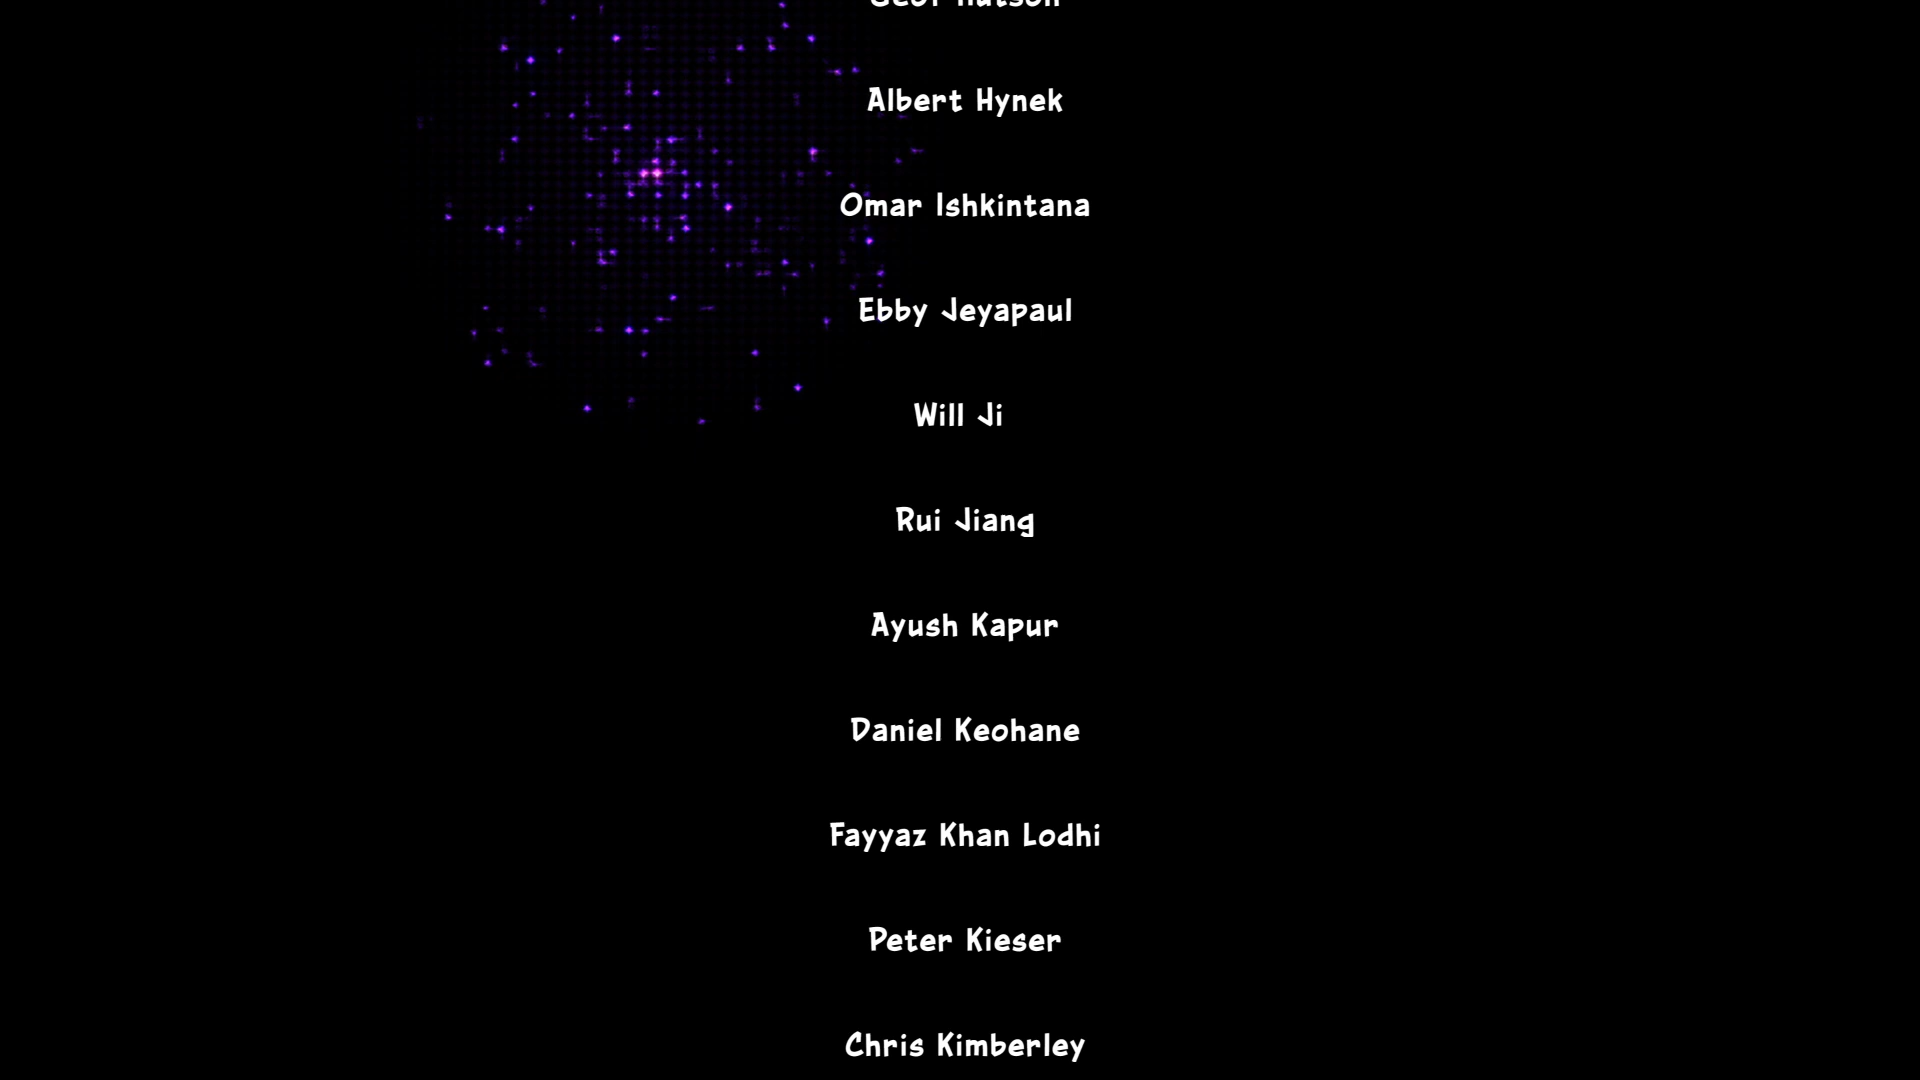 Albert Hynek
Omar Ishkintana
Ebby Jeyapaul
Will Ji
Rui Jiang
Ayush Kapur
Daniel Keohane
Fayyaz Khan Lodhi
Peter Kieser
Chris Kimberley